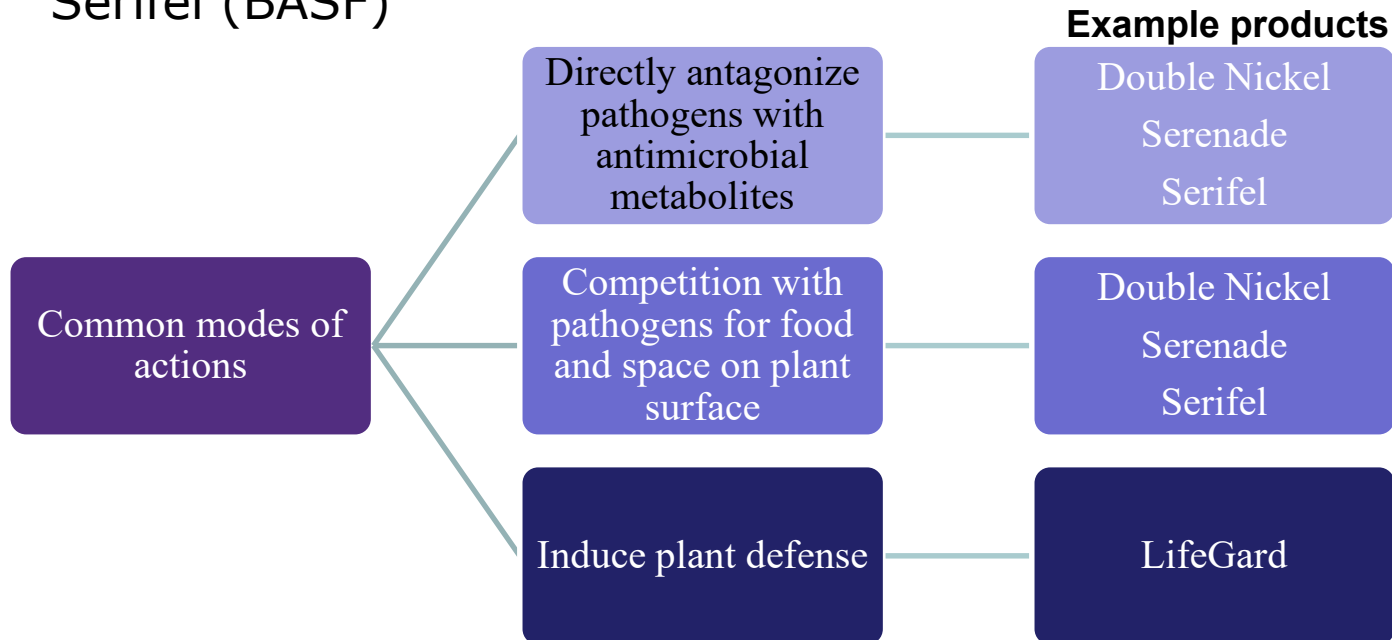 Serifel (BASF)
Example products
Common modes of
actions
Directly antagonize
pathogens with
antimicrobial
metabolites
Double Nickel
Serenade
Serifel
Competition with
pathogens for food
and space on plant
surface
Double Nickel
Serenade
Serifel
Induce plant defense
LifeGard